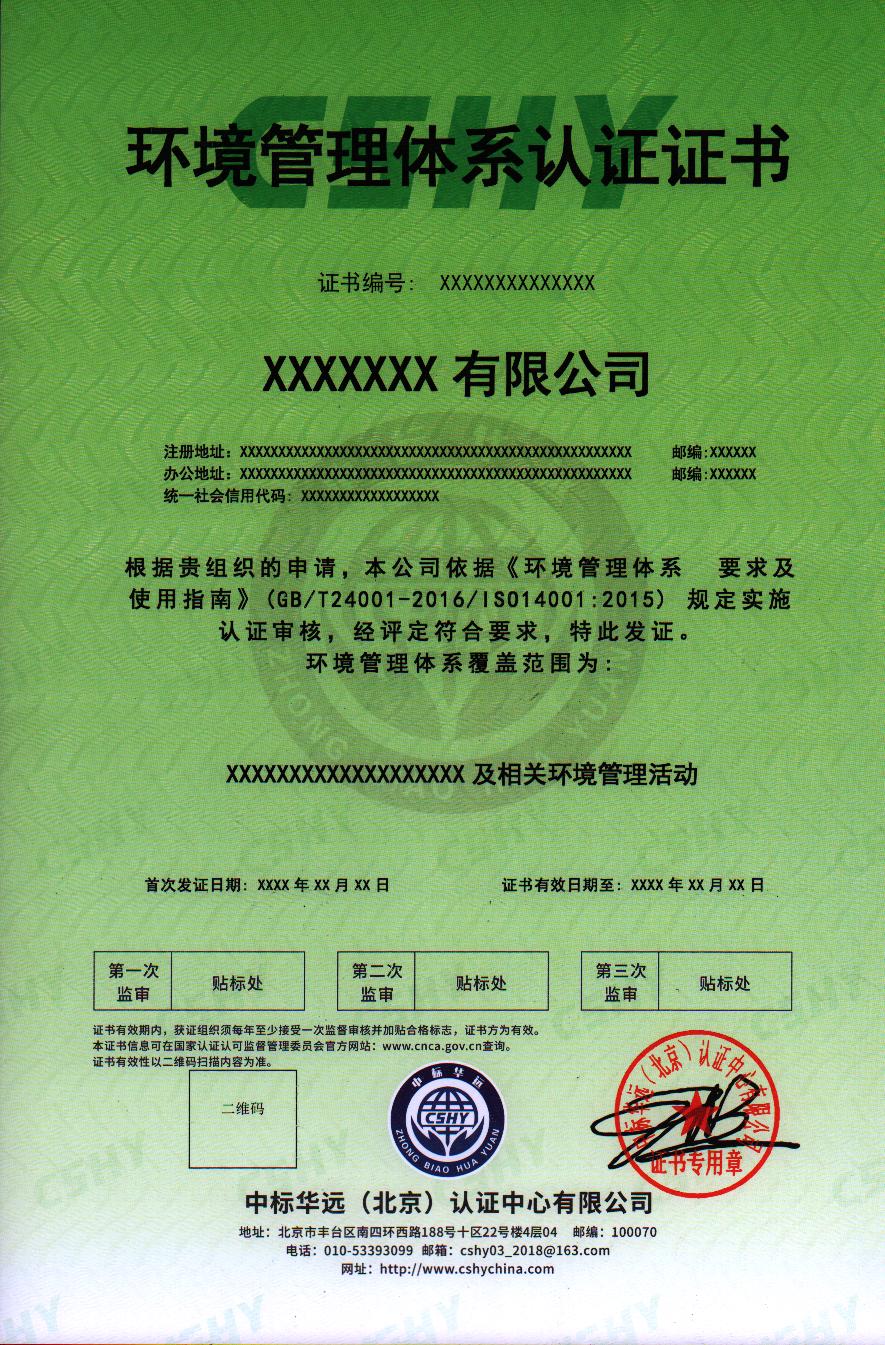 CSHY
环境管理体系认证证书
证书编号： XXXXXXXXXXXXXX
XXXXXXX 有限公司
注册地址：XXXXXXXXXXXXXXXXXXXXXXXXXXXXXXXXXXXXXXXXXXXXXXXXXXX 邮编:XXXXXX
办公地址：XXXXXXXXXXXXXXXXXXXXXXXXXXXXXXXXXXXXXXXXXXXXXXXXXXX 邮编:XXXXXX
统一社会信用代码：XXXXXXXXXXXXXXXXXX
根据贵组织的申请，本公司依据《环境管理体系 要求及
使用指南》(GB/T24001-2016/ISO14001:2015) 规定实施
认证审核，经评定符合要求，特此发证。
环境管理体系覆盖范围为：
XXXXXXXXXXXXXXXXXXX 及相关环境管理活动
首次发证日期：XXXX 年 XX 月 XX 日 证书有效日期至：XXXX 年 XX 月 XX 日
第一次监审 贴标处 第二次监审 贴标处 第三次监审 贴标处
证书有效期内，获证组织须每年至少接受一次监督审核并加贴合格标志，证书方为有效。
本证书信息可在国家认证认可监督管理委员会官方网站：www.cnca.gov.cn查询。
证书有效性以二维码扫描内容为准。
二维码
中标华远
CSHY
ZHONG BIAO HUA YUAN
中标华远（北京）认证中心有限公司
证书专用章
中标华远（北京）认证中心有限公司
地址：北京市丰台区南四环西路188号十区22号楼4层04 邮编：100070
电话：010-53393099 邮箱：cshy03_2018@163.com
网址：http://www.cshychina.com